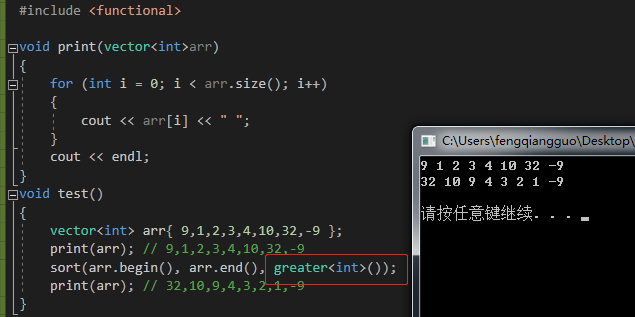 #include <functional>
void print(vector<int>arr)
{
for (int i = 0; i < arr.size(); i++)
{
cout << arr[i] << " ";
}
cout << endl;
}
void test()
{
vector<int> arr{ 9,1,2,3,4,10,32,-9 };
print(arr); // 9,1,2,3,4,10,32,-9
sort(arr.begin(), arr.end(), greater<int>());
print(arr); // 32,10,9,4,3,2,1,-9
}
C:\Users\fengqiangguo\Desktop\
9 1 2 3 4 10 32 -9
32 10 9 4 3 2 1 -9
请按任意键继续. . .